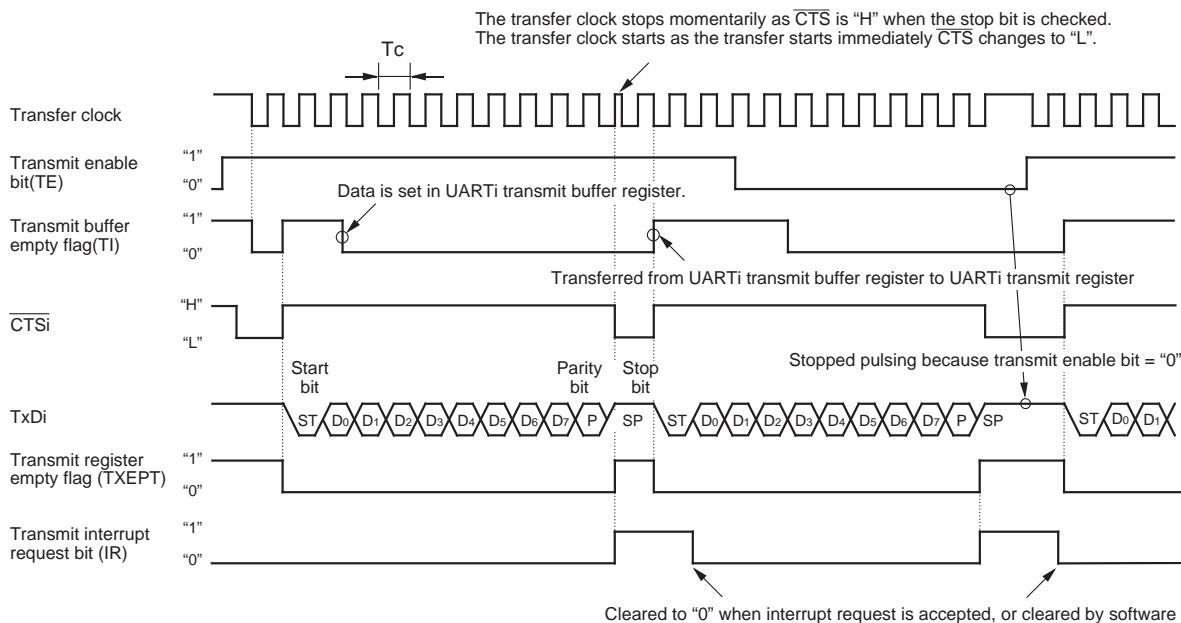 The transfer clock stops momentarily as CTS is “H” when the stop bit is checked.
The transfer clock starts as the transfer starts immediately CTS changes to “L”.
Tc
Transfer clock
Transmit enable
bit(TE)
“1”
“0”
Data is set in UARTi transmit buffer register.
Transmit buffer
empty flag(TI)
“1”
“0”
Transferred from UARTi transmit buffer register to UARTi transmit register
CTSi
“H”
“L”
Stopped pulsing because transmit enable bit = “0”
Start
bit
Parity
bit
Stop
bit
TxDi
ST D0 D1 D2 D3 D4 D5 D6 D7 P SP ST D0 D1 D2 D3 D4 D5 D6 D7 P SP ST D0 D1
Transmit register
empty flag (TXEPT)
“1”
“0”
Transmit interrupt
request bit (IR)
“1”
“0”
Cleared to “0” when interrupt request is accepted, or cleared by software